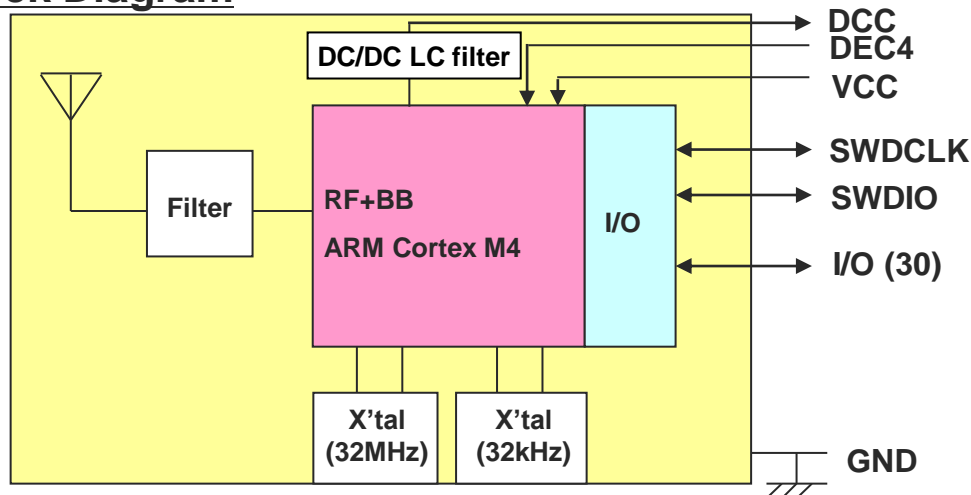 DCC
DEC4
VCC
DC/DC LC filter
Filter
RF+BB
ARM Cortex M4
I/O
SWDCLK
SWDIO
I/O (30)
X'tal
(32MHz)
X'tal
(32kHz)
GND